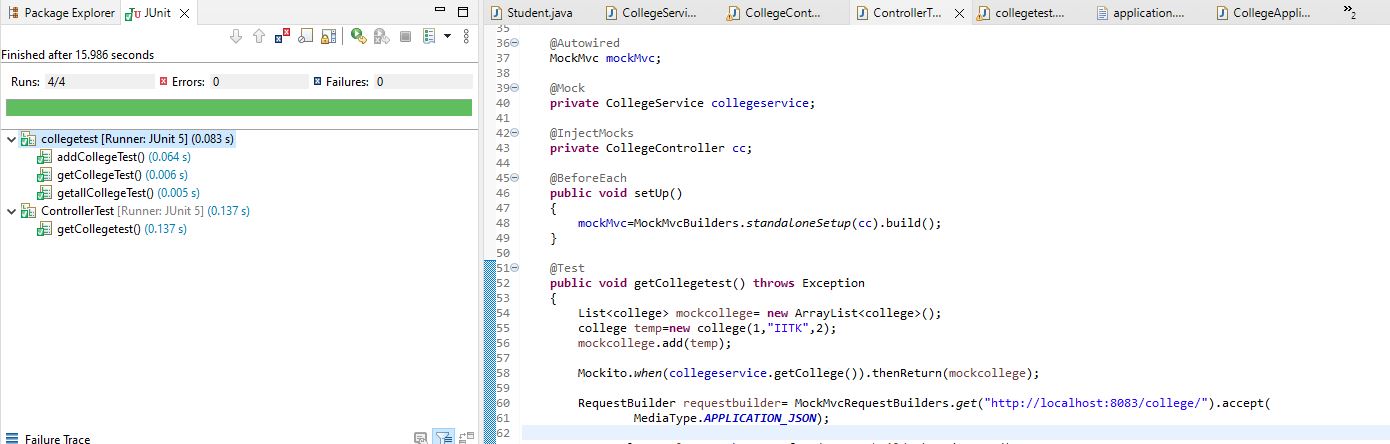 Package Explorer JUnit
Finished after 15.986 seconds
Runs: 4/4 Errors: 0 Failures: 0
collegetest [Runner: JUnit 5] (0.083 s)
addCollegeTest() (0.064 s)
getCollegeTest() (0.006 s)
getallCollegeTest() (0.005 s)
ControllerTest [Runner: JUnit 5] (0.137 s)
getCollegetest() (0.137 s)
Failure Trace
Student.java CollegeServi... CollegeCont... ControllerT... collegetest.... application.... CollegeAppli... 2
35
36 @Autowired
37 MockMvc mockMvc;
38
39 @Mock
40 private CollegeService collegeservice;
41
42 @InjectMocks
43 private CollegeController cc;
44
45 @BeforeEach
46 public void setUp()
47 {
48 mockMvc=MockMvcBuilders.standaloneSetup(cc).build();
49 }
50
51 @Test
52 public void getCollegetest() throws Exception
53 {
54 List<college> mockcollege= new ArrayList<college>();
55 college temp=new college(1,"IITK",2);
56 mockcollege.add(temp);
57
58 Mockito.when(collegeservice.getCollege()).thenReturn(mockcollege);
59
60 RequestBuilder requestbuilder= MockMvcRequestBuilders.get("http://localhost:8083/college/").accept(
61 MediaType.APPLICATION_JSON);
62